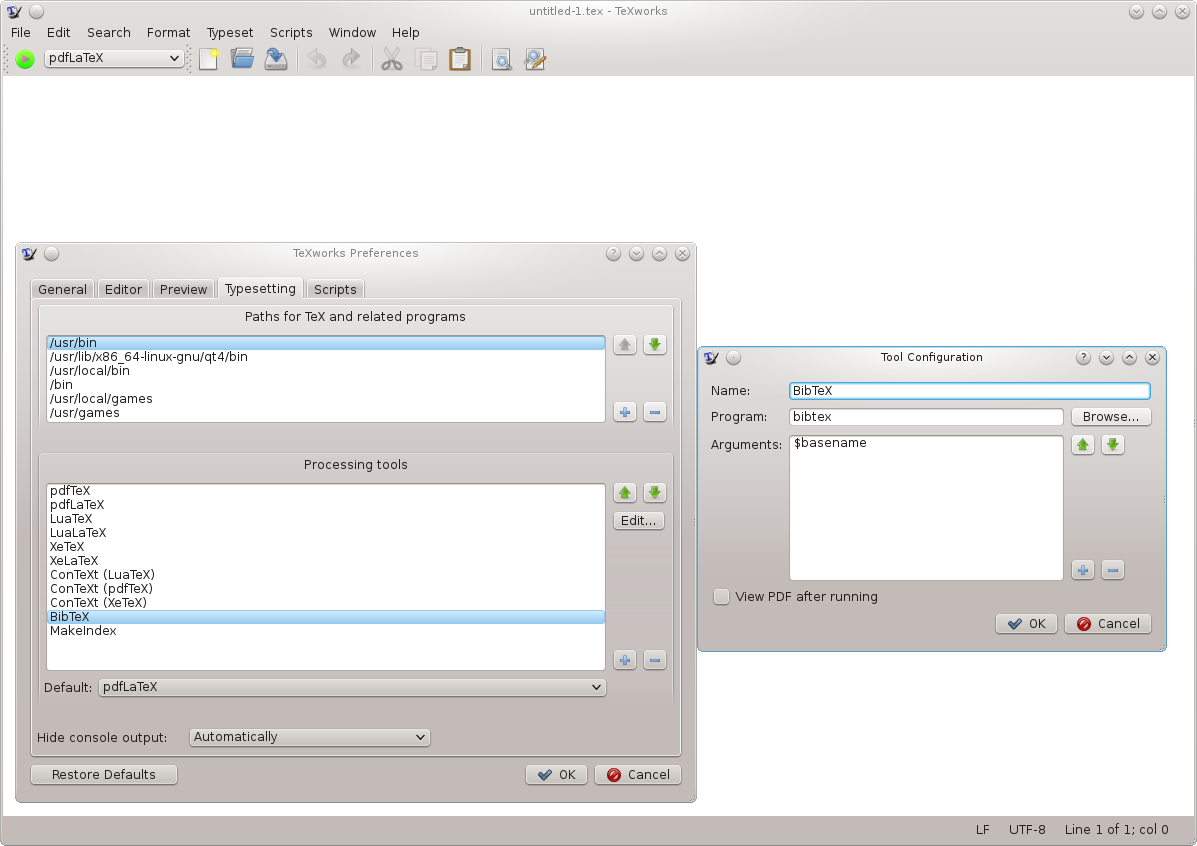 untitled-1.tex - TeXworks
File Edit Search Format Typeset Scripts Window Help
pdfLaTeX
TeXworks Preferences
General Editor Preview Typesetting Scripts
Paths for TeX and related programs
/usr/bin
/usr/lib/x86_64-linux-gnu/qt4/bin
/usr/local/bin
/bin
/usr/local/games
/usr/games
Processing tools
pdfTeX
pdfLaTeX
LuaTeX
LuaLaTeX
XeTeX
XeLaTeX
ConTeXt (LuaTeX)
ConTeXt (pdfTeX)
ConTeXt (XeTeX)
BibTeX
MakeIndex
Edit...
Default: pdfLaTeX
Hide console output: Automatically
Restore Defaults OK Cancel
Tool Configuration
Name: BibTeX
Program: bibtex Browse...
Arguments: $basename
View PDF after running
OK Cancel
LF UTF-8 Line 1 of 1; col 0